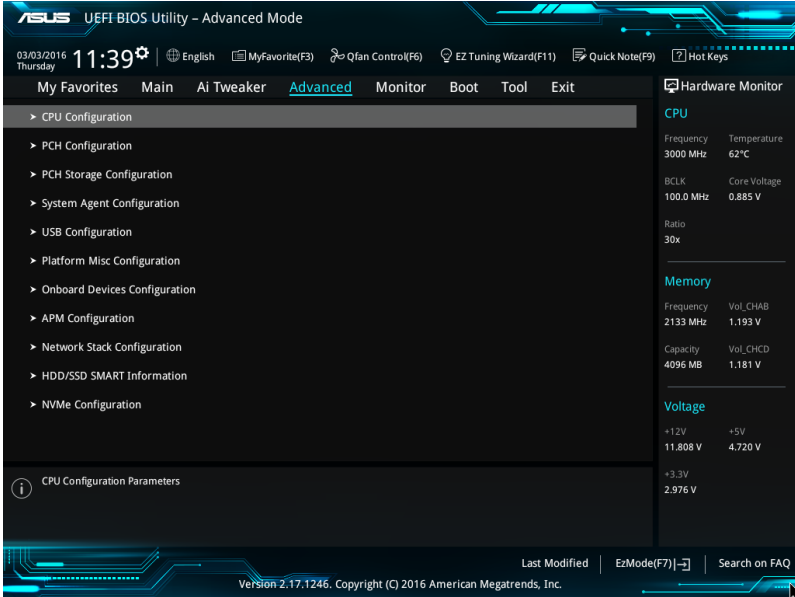 ASUS UEFI BIOS Utility – Advanced Mode
03/03/2016 Thursday 11:39 English MyFavorite(F3) Qfan Control(F6) EZ Tuning Wizard(F11) Quick Note(F9) ? Hot Keys
My Favorites Main Ai Tweaker Advanced Monitor Boot Tool Exit
> CPU Configuration
> PCH Configuration
> PCH Storage Configuration
> System Agent Configuration
> USB Configuration
> Platform Misc Configuration
> Onboard Devices Configuration
> APM Configuration
> Network Stack Configuration
> HDD/SSD SMART Information
> NVMe Configuration
i CPU Configuration Parameters
Hardware Monitor
CPU
Frequency Temperature
3000 MHz 62°C
BCLK Core Voltage
100.0 MHz 0.885 V
Ratio
30x
Memory
Frequency Vol_CHAB
2133 MHz 1.193 V
Capacity Vol_CHCD
4096 MB 1.181 V
Voltage
+12V +5V
11.808 V 4.720 V
+3.3V
2.976 V
Last Modified EzMode(F7) Search on FAQ
Version 2.17.1246. Copyright (C) 2016 American Megatrends, Inc.